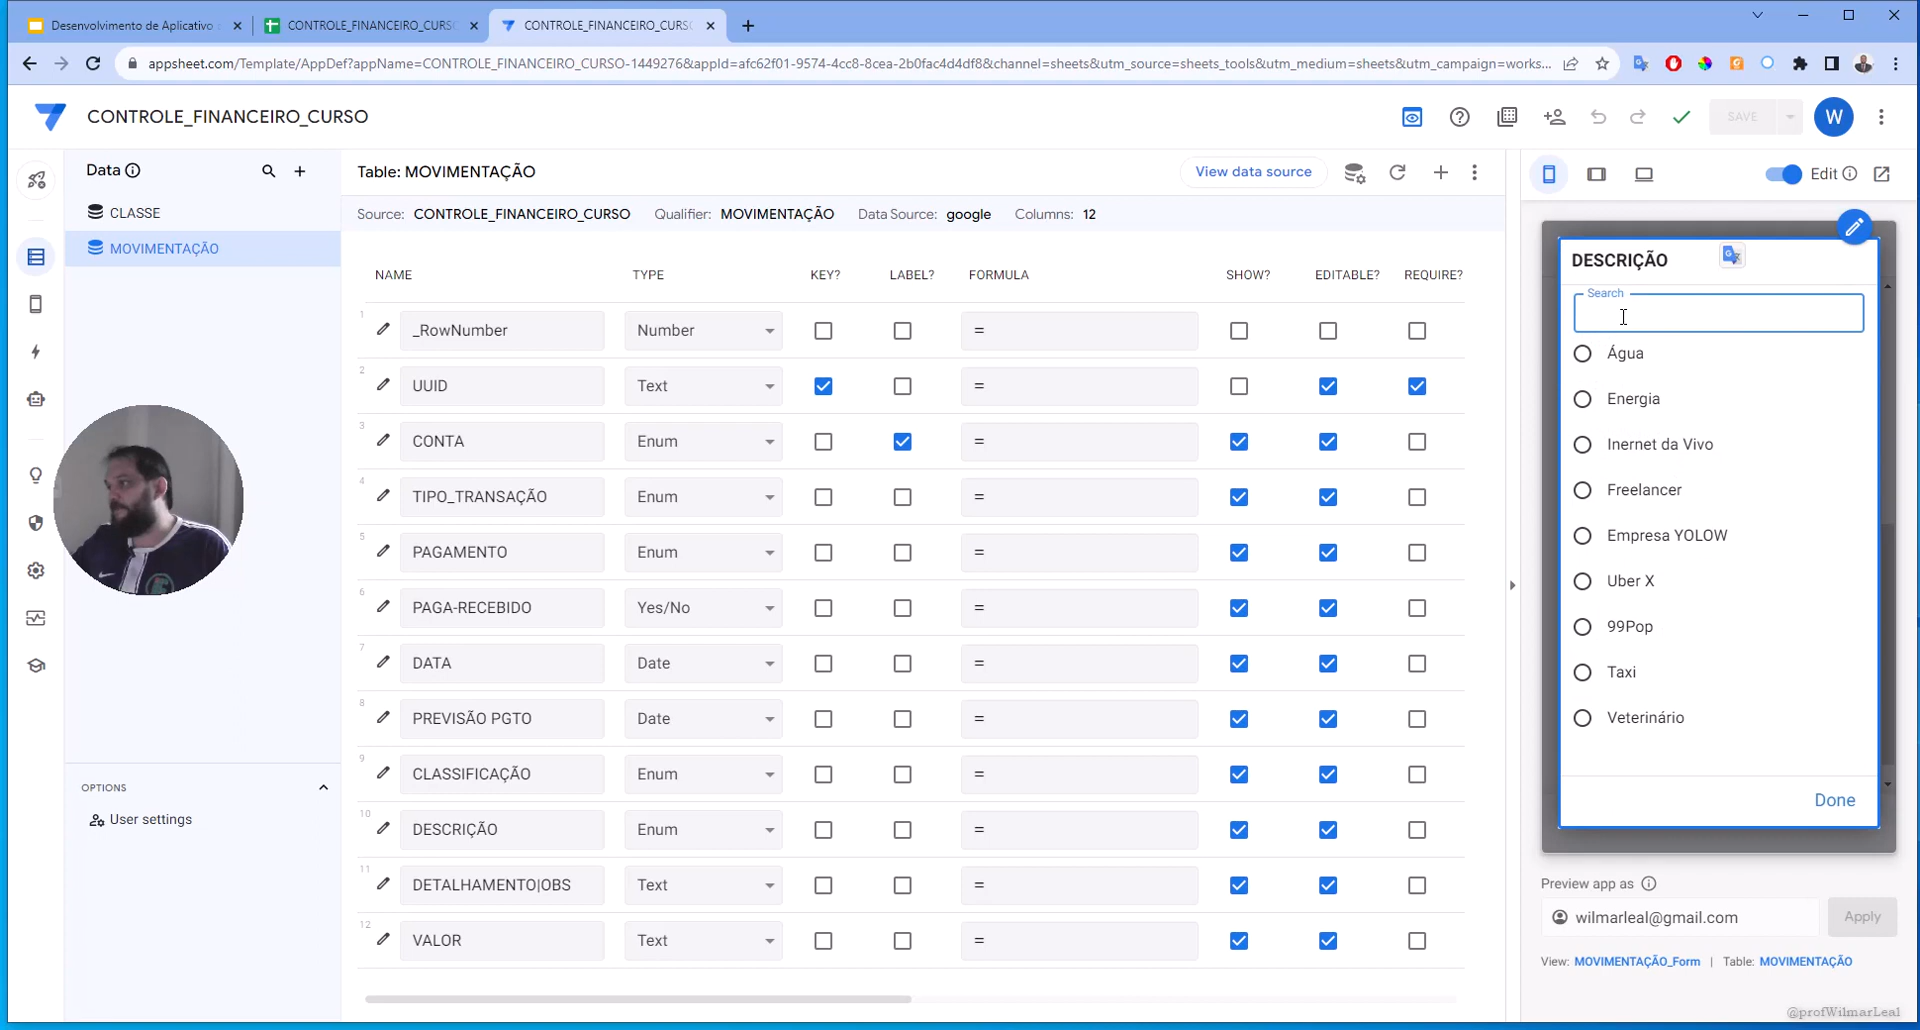 Desenvolvimento de Aplicativo
CONTROLE_FINANCEIRO_CURSO
CONTROLE_FINANCEIRO_CURSO
appsheet.com/Template/AppDef?appName=CONTROLE_FINANCEIRO_CURSO-1449276&appId=afc62f01-9574-4cc8-8cea-2b0fac4d4df8&channel=sheets&utm_source=sheets_tools&utm_medium=sheets&utm_campaign=works...
CONTROLE_FINANCEIRO_CURSO
SAVE
W
Data
CLASSE
MOVIMENTAÇÃO
OPTIONS
User settings
Table: MOVIMENTAÇÃO
View data source
Source: CONTROLE_FINANCEIRO_CURSO Qualifier: MOVIMENTAÇÃO Data Source: google Columns: 12
NAME TYPE KEY? LABEL? FORMULA SHOW? EDITABLE? REQUIRE?
1 _RowNumber Number =
2 UUID Text =
3 CONTA Enum =
4 TIPO_TRANSAÇÃO Enum =
5 PAGAMENTO Enum =
6 PAGA-RECEBIDO Yes/No =
7 DATA Date =
8 PREVISÃO PGTO Date =
9 CLASSIFICAÇÃO Enum =
10 DESCRIÇÃO Enum =
11 DETALHAMENTO|OBS Text =
12 VALOR Text =
Edit
DESCRIÇÃO
Search
Água
Energia
Inernet da Vivo
Freelancer
Empresa YOLOW
Uber X
99Pop
Taxi
Veterinário
Done
Preview app as
wilmarleal@gmail.com
Apply
View: MOVIMENTAÇÃO_Form | Table: MOVIMENTAÇÃO
@profWilmarLeal